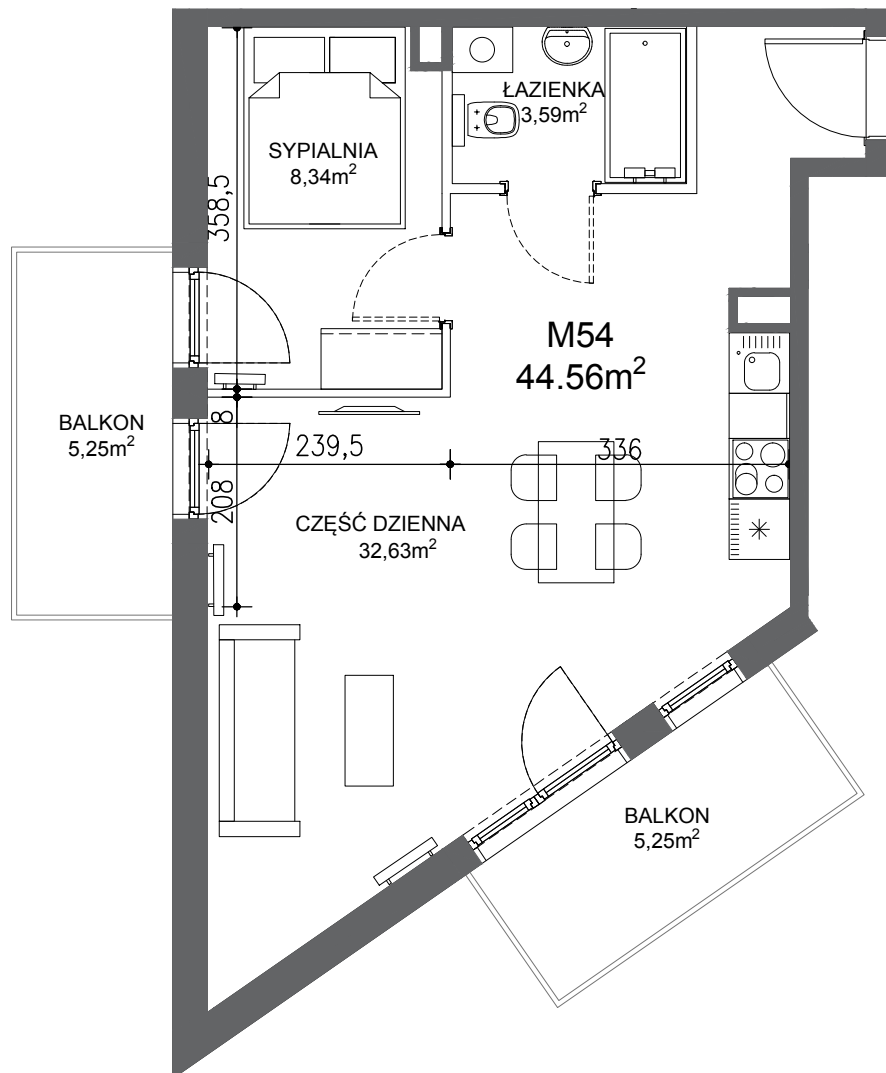 ŁAZIENKA
3,59m²
SYPIALNIA
8,34m²
358,5
M54
44.56m²
BALKON
5,25m²
8
239,5
336
208
CZĘŚĆ DZIENNA
32,63m²
BALKON
5,25m²